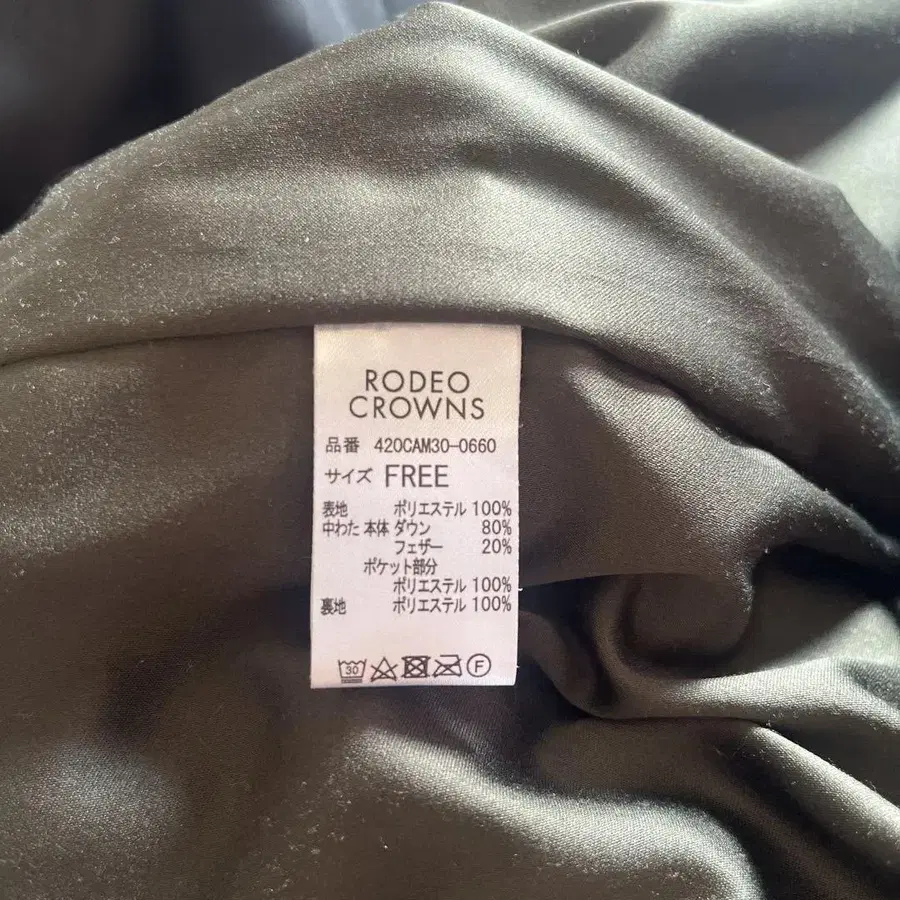 RODEO
CROWNS
品番 420CAM30-0660
サイズ FREE
表地 ポリエステル 100%
中わた 本体 ダウン 80%
フェザー 20%
ポケット部分
ポリエステル 100%
裏地 ポリエステル 100%
30 F